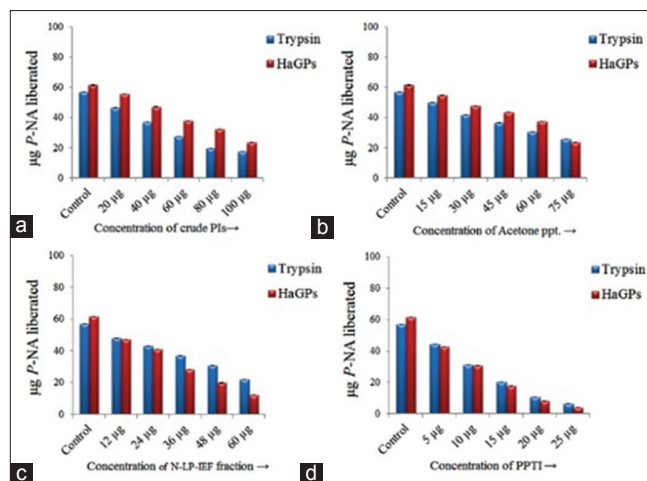 100
80
60
40
20
0
µg P-NA liberated
Trypsin
HaGPs
Control
20 µg
40 µg
60 µg
80 µg
100 µg
a
Concentration of crude PIs→
100
80
60
40
20
0
µg P-NA liberated
Trypsin
HaGPs
Control
15 µg
30 µg
45 µg
60 µg
75 µg
b
Concentration of Acetone ppt. →
100
80
60
40
20
0
µg P-NA liberated
Trypsin
HaGPs
Control
12 µg
24 µg
36 µg
48 µg
60 µg
c
Concentration of N-LP-IEF fraction →
100
80
60
40
20
0
µg P-NA liberated
Trypsin
HaGPs
Control
5 µg
10 µg
15 µg
20 µg
25 µg
d
Concentration of PPTI→